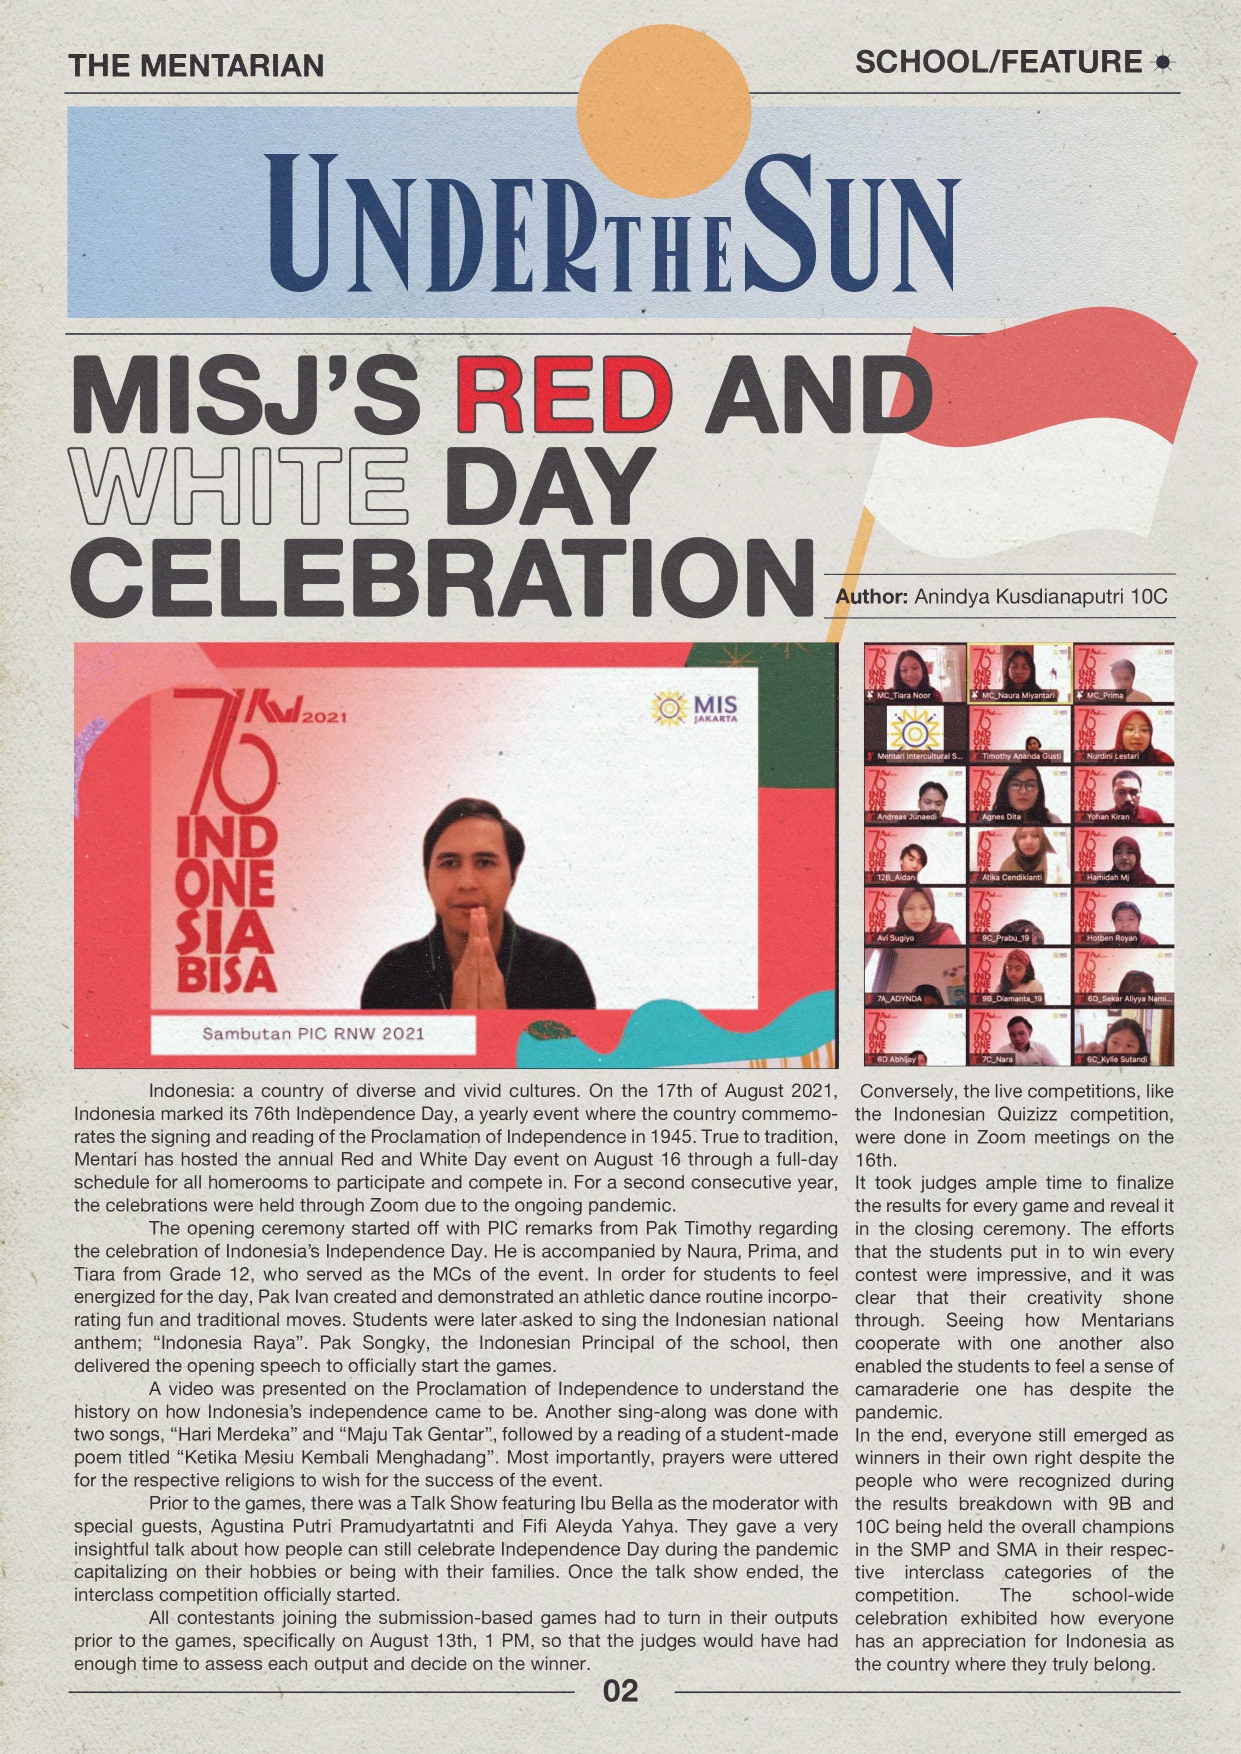 THE MENTARIAN
SCHOOL/FEATURE
UNDER THE SUN
MISJ’S RED AND
WHITE DAY
CELEBRATION
Author: Anindya Kusdianaputri 10C
76 RNW 2021
IND
ONE
SIA
BISA
MIS
JAKARTA
Sambutan PIC RNW 2021
MC_Tiara Noor
MC_Naura Miyantari
MC_Prima
Mentari Intercultural S...
Timothy Ananda Gusti
Nurdini Lestari
Andreas Junaedi
Agnes Dita
Yohan Kiran
12B_Aidan
Atika Cendikianti
Hamidah Mj
Avi Sugiyo
9C_Prabu_19
Hotben Royan
7A_ADYNDA
9B_Diamanta_19
6D_Sekar Aliyya Nami...
6D Abhijay
7C_Nara
6C_Kylie Sutandi
Indonesia: a country of diverse and vivid cultures. On the 17th of August 2021,
Indonesia marked its 76th Independence Day, a yearly event where the country commemo-
rates the signing and reading of the Proclamation of Independence in 1945. True to tradition,
Mentari has hosted the annual Red and White Day event on August 16 through a full-day
schedule for all homerooms to participate and compete in. For a second consecutive year,
the celebrations were held through Zoom due to the ongoing pandemic.
The opening ceremony started off with PIC remarks from Pak Timothy regarding
the celebration of Indonesia’s Independence Day. He is accompanied by Naura, Prima, and
Tiara from Grade 12, who served as the MCs of the event. In order for students to feel
energized for the day, Pak Ivan created and demonstrated an athletic dance routine incorpo-
rating fun and traditional moves. Students were later asked to sing the Indonesian national
anthem; “Indonesia Raya”. Pak Songky, the Indonesian Principal of the school, then
delivered the opening speech to officially start the games.
A video was presented on the Proclamation of Independence to understand the
history on how Indonesia’s independence came to be. Another sing-along was done with
two songs, “Hari Merdeka” and “Maju Tak Gentar”, followed by a reading of a student-made
poem titled “Ketika Mesiu Kembali Menghadang”. Most importantly, prayers were uttered
for the respective religions to wish for the success of the event.
Prior to the games, there was a Talk Show featuring Ibu Bella as the moderator with
special guests, Agustina Putri Pramudyartatnti and Fifi Aleyda Yahya. They gave a very
insightful talk about how people can still celebrate Independence Day during the pandemic
capitalizing on their hobbies or being with their families. Once the talk show ended, the
interclass competition officially started.
All contestants joining the submission-based games had to turn in their outputs
prior to the games, specifically on August 13th, 1 PM, so that the judges would have had
enough time to assess each output and decide on the winner.
Conversely, the live competitions, like
the Indonesian Quizizz competition,
were done in Zoom meetings on the
16th.
It took judges ample time to finalize
the results for every game and reveal it
in the closing ceremony. The efforts
that the students put in to win every
contest were impressive, and it was
clear that their creativity shone
through. Seeing how Mentarians
cooperate with one another also
enabled the students to feel a sense of
camaraderie one has despite the
pandemic.
In the end, everyone still emerged as
winners in their own right despite the
people who were recognized during
the results breakdown with 9B and
10C being held the overall champions
in the SMP and SMA in their respec-
tive interclass categories of the
competition. The school-wide
celebration exhibited how everyone
has an appreciation for Indonesia as
the country where they truly belong.
02